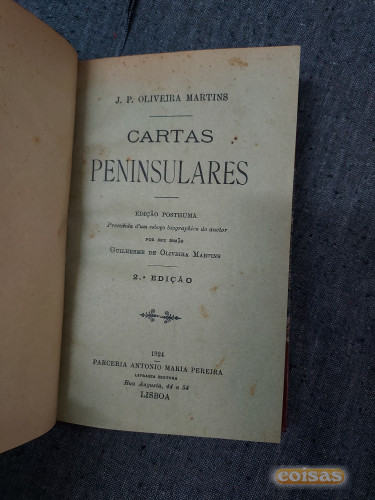 J. P. OLIVEIRA MARTINS
CARTAS
PENINSULARES
EDIÇÃO POSTHUMA
Precedida d'um esboço biographico do auctor
POR SEU IRMÃO
GUILHERME DE OLIVEIRA MARTINS
2.ª EDIÇÃO
1924
PARCERIA ANTONIO MARIA PEREIRA
LIVRARIA EDITORA
Rua Augusta, 44 a 54
LISBOA
coisas